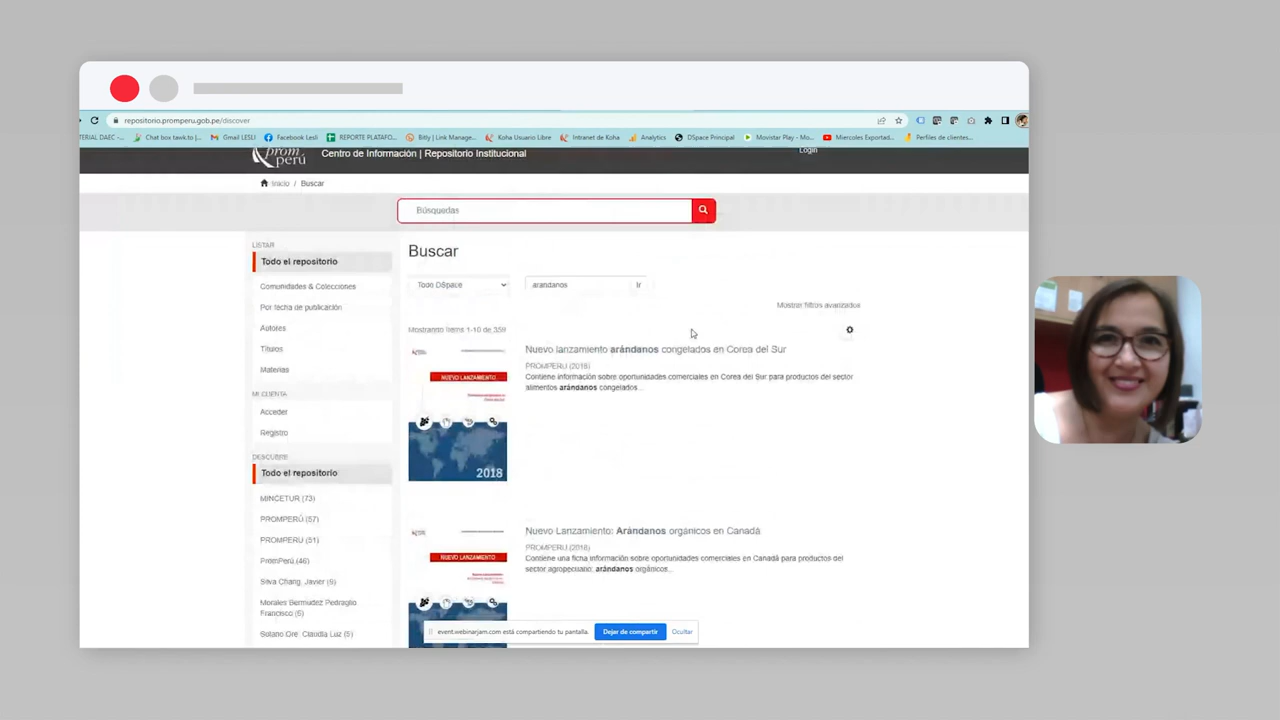 repositorio.promperu.gob.pe/discover
TERIAL DAEC -...
Chat box tawk.to |...
Gmail LESLI
Facebook Lesli
REPORTE PLATAFO...
Bitly | Link Manage...
Koha Usuario Libre
Intranet de Koha
Analytics
DSpace Principal
Movistar Play - Mo...
Miercoles Exportad...
Perfiles de clientes...
prom
perú
Centro de Información | Repositorio Institucional
Login
Inicio / Buscar
Búsquedas
LISTAR
Todo el repositorio
Comunidades & Colecciones
Por fecha de publicación
Autores
Títulos
Materias
MI CUENTA
Acceder
Registro
DESCUBRE
Todo el repositorio
MINCETUR (73)
PROMPERÚ (57)
PROMPERU (51)
PromPerú (46)
Silva Chang, Javier (6)
Morales Bermudez Pedraglio
Francisco (5)
Solano Ore, Claudia Luz (5)
Buscar
Todo DSpace
arandanos
Ir
Mostrar filtros avanzados
Mostrando ítems 1-10 de 359
NUEVO LANZAMIENTO
2018
Nuevo lanzamiento arándanos congelados en Corea del Sur
PROMPERU (2018)
Contiene información sobre oportunidades comerciales en Corea del Sur para productos del sector
alimentos arándanos congelados...
NUEVO LANZAMIENTO
Nuevo Lanzamiento: Arándanos orgánicos en Canadá
PROMPERU (2018)
Contiene una ficha información sobre oportunidades comerciales en Canadá para productos del
sector agropecuario: arándanos orgánicos...
event.webinarjam.com está compartiendo tu pantalla.
Dejar de compartir
Ocultar